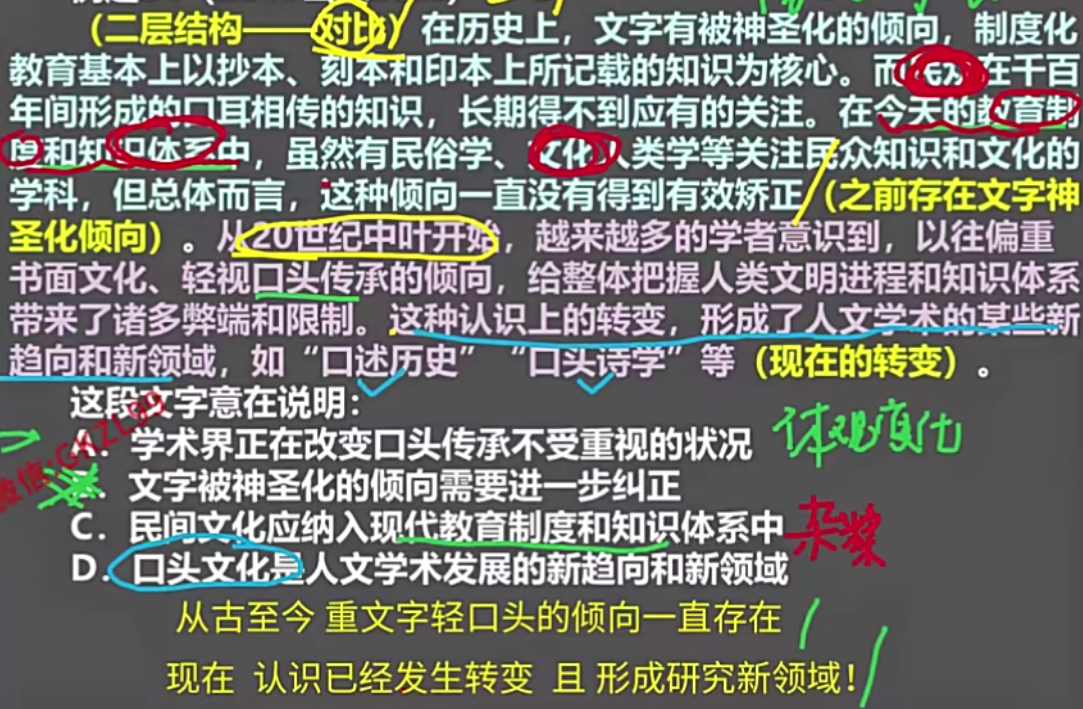 （二层结构——对比）在历史上，文字有被神圣化的倾向，制度化
教育基本上以抄本、刻本和印本上所记载的知识为核心。而民众在千百
年间形成的口耳相传的知识，长期得不到应有的关注。在今天的教育制
度和知识体系中，虽然有民俗学、文化人类学等关注民众知识和文化的
学科，但总体而言，这种倾向一直没有得到有效矫正（之前存在文字神
圣化倾向）。从20世纪中叶开始，越来越多的学者意识到，以往偏重
书面文化、轻视口头传承的倾向，给整体把握人类文明进程和知识体系
带来了诸多弊端和限制。这种认识上的转变，形成了人文学术的某些新
趋向和新领域，如“口述历史”“口头诗学”等（现在的转变）。
这段文字意在说明：
A．学术界正在改变口头传承不受重视的状况
体现变化
B．文字被神圣化的倾向需要进一步纠正
C．民间文化应纳入现代教育制度和知识体系中
杂糅
D．口头文化是人文学术发展的新趋向和新领域
从古至今 重文字轻口头的倾向一直存在
现在 认识已经发生转变 且 形成研究新领域！
微信:GKZL99